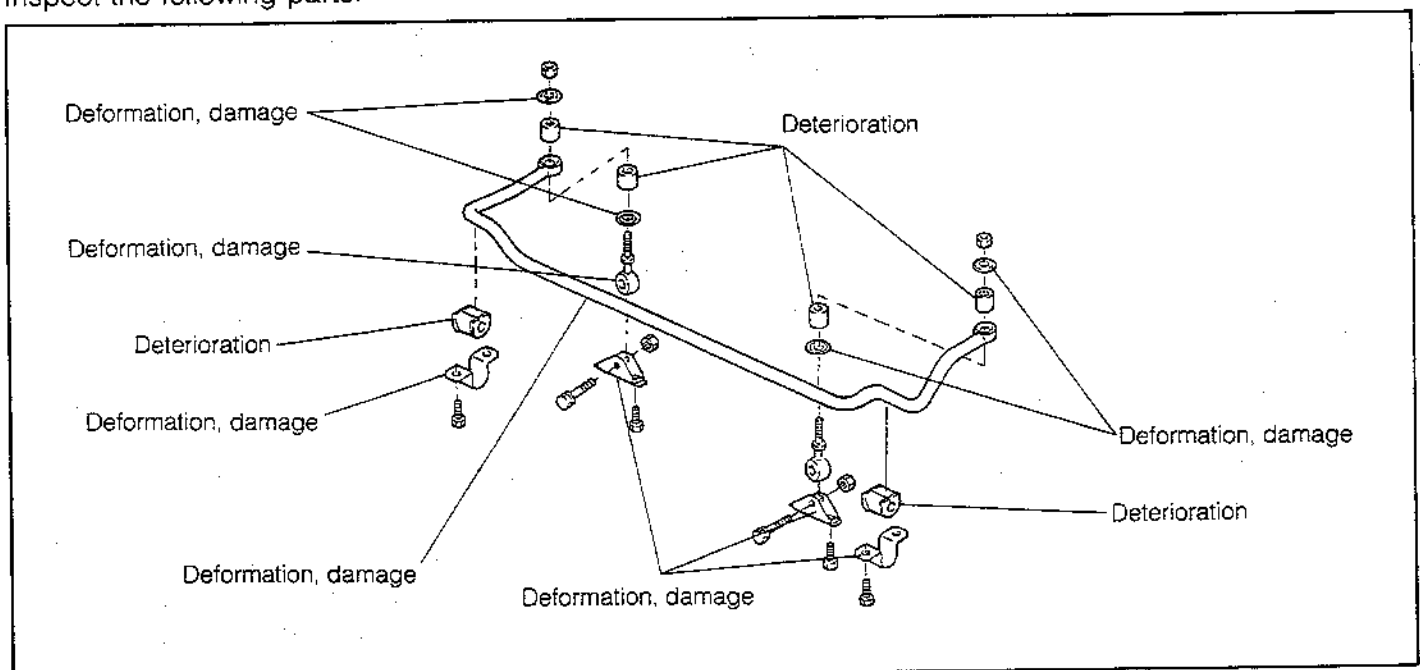 Inspect the following parts.
Deformation, damage
Deterioration
Deformation, damage
Deterioration
Deformation, damage
Deformation, damage
Deterioration
Deformation, damage
Deformation, damage